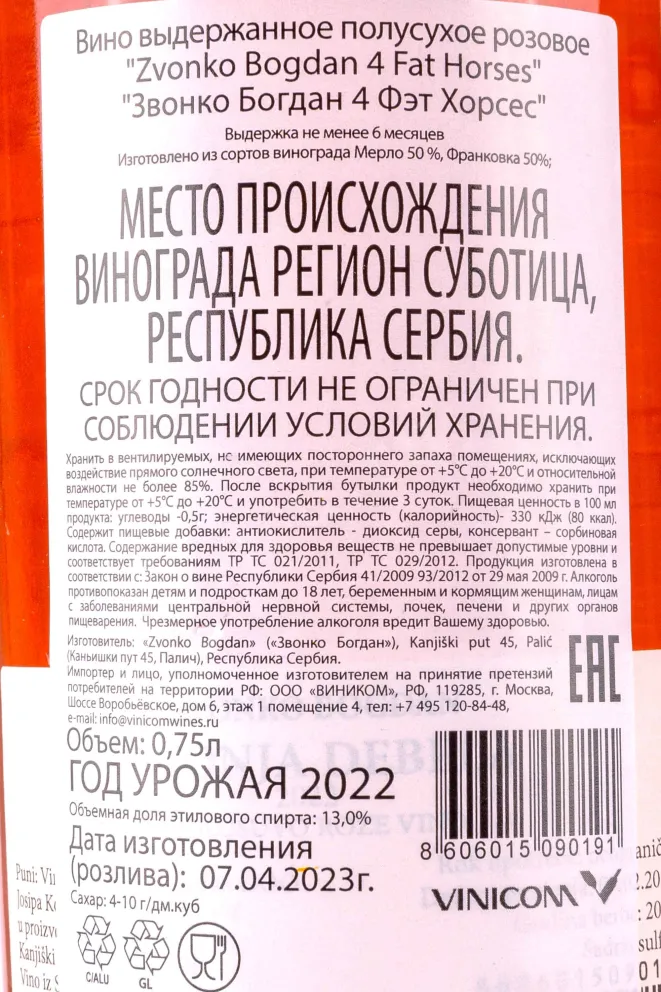 Вино выдержанное полусухое розовое
"Zvonko Bogdan 4 Fat Horses"
"Звонко Богдан 4 Фэт Хорсес"
Выдержка не менее 6 месяцев
Изготовлено из сортов винограда Мерло 50 %, Франковка 50%;
МЕСТО ПРОИСХОЖДЕНИЯ
ВИНОГРАДА РЕГИОН СУБОТИЦА,
РЕСПУБЛИКА СЕРБИЯ.
СРОК ГОДНОСТИ НЕ ОГРАНИЧЕН ПРИ
СОБЛЮДЕНИИ УСЛОВИЙ ХРАНЕНИЯ.
Хранить в вентилируемых, не имеющих постороннего запаха помещениях, исключающих
воздействие прямого солнечного света, при температуре от +5°С до +20°С и относительной
влажности не более 85%. После вскрытия бутылки продукт необходимо хранить при
температуре от +5°С до +20°С и употребить в течение 3 суток. Пищевая ценность в 100 мл
продукта: углеводы -0,5г; энергетическая ценность (калорийность)- 330 кДж (80 ккал).
Содержит пищевые добавки: антиокислитель - диоксид серы, консервант – сорбиновая
кислота. Содержание вредных для здоровья веществ не превышает допустимые уровни и
соответствует требованиям ТР ТС 021/2011, ТР ТС 029/2012. Продукция изготовлена в
соответствии с: Закон о вине Республики Сербия 41/2009 93/2012 от 29 мая 2009 г. Алкоголь
противопоказан детям и подросткам до 18 лет, беременным и кормящим женщинам, лицам
с заболеваниями центральной нервной системы, почек, печени и других органов
пищеварения. Чрезмерное употребление алкоголя вредит Вашему здоровью.
Изготовитель: «Zvonko Bogdan» («Звонко Богдан»), Kanjiški put 45, Palić
(Каньишки пут 45, Палич), Республика Сербия.
Импортер и лицо, уполномоченное изготовителем на принятие претензий
потребителей на территории РФ: ООО «ВИНИКОМ», РФ, 119285, г. Москва,
Шоссе Воробьёвское, дом 6, этаж 1 помещение 4, тел: +7 495 120-84-48,
e-mail: info@vinicomwines.ru
EAC
Объем: 0,75л
ГОД УРОЖАЯ 2022
Объемная доля этилового спирта: 13,0%
Дата изготовления
(розлива): 07.04.2023г.
Сахар: 4-10 г/дм.куб
8 606015 090191
VINICOM
C/ALU
GL
Puni:
Josipa
u proizv
Kanjiški
Vino iz